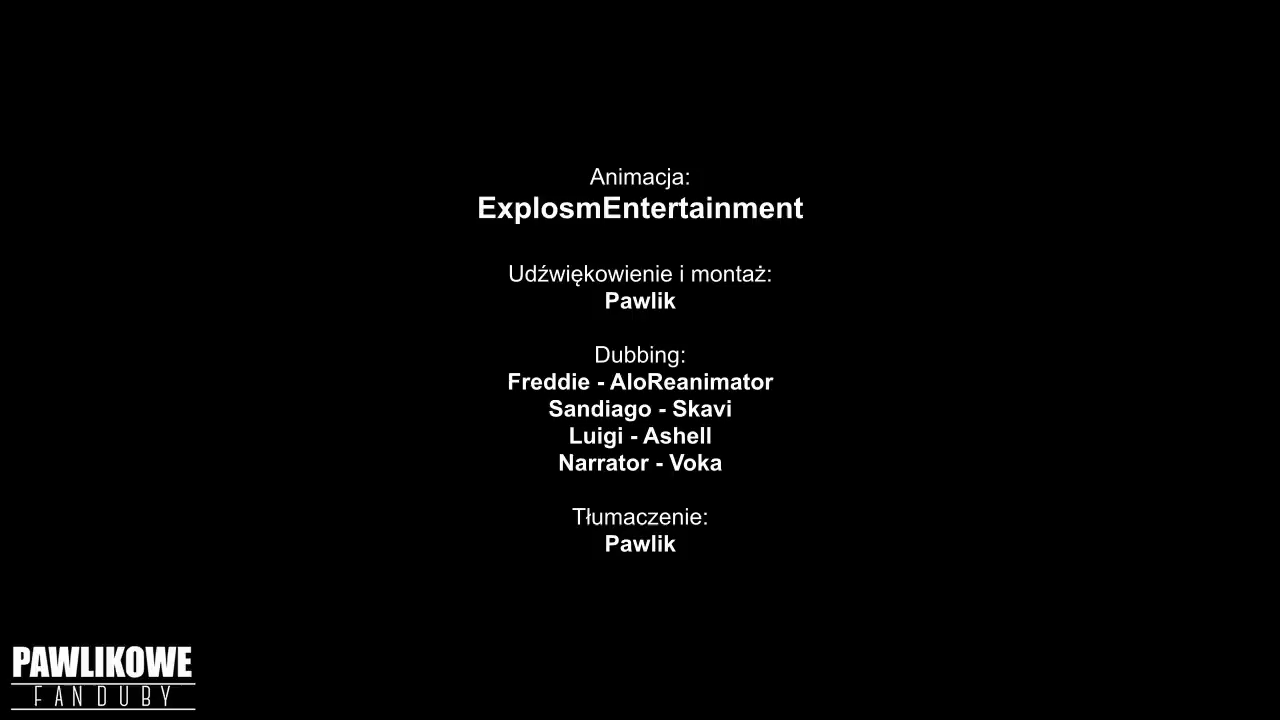 Animacja:
ExplosmEntertainment
Udźwiękowienie i montaż:
Pawlik
Dubbing:
Freddie - AloReanimator
Sandiago - Skavi
Luigi - Ashell
Narrator - Voka
Tłumaczenie:
Pawlik
PAWLIKOWE
FANDUBY